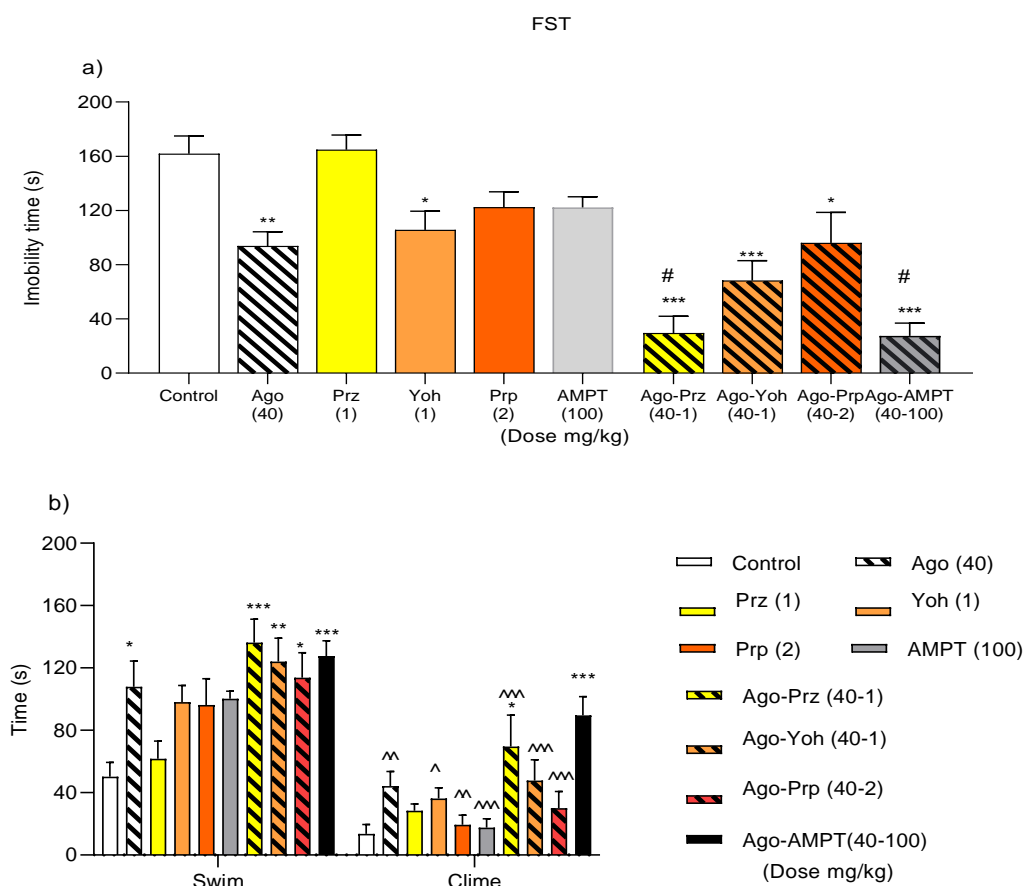 FST
a)
Imobility time (s)
200
160
120
80
40
0
** * * *** # *** *** # ***
Control Ago Prz Yoh Prp AMPT Ago-Prz Ago-Yoh Ago-Prp Ago-AMPT
(40) (1) (1) (2) (100) (40-1) (40-1) (40-2) (40-100)
(Dose mg/kg)
b)
Time (s)
200
160
120
80
40
0
* *** ** * ***
^^ ^ ^^ ^^^ ^^^ * ^^^ ^^^ ***
Swim Clime
Control Ago (40)
Prz (1) Yoh (1)
Prp (2) AMPT (100)
Ago-Prz (40-1)
Ago-Yoh (40-1)
Ago-Prp (40-2)
Ago-AMPT(40-100)
(Dose mg/kg)